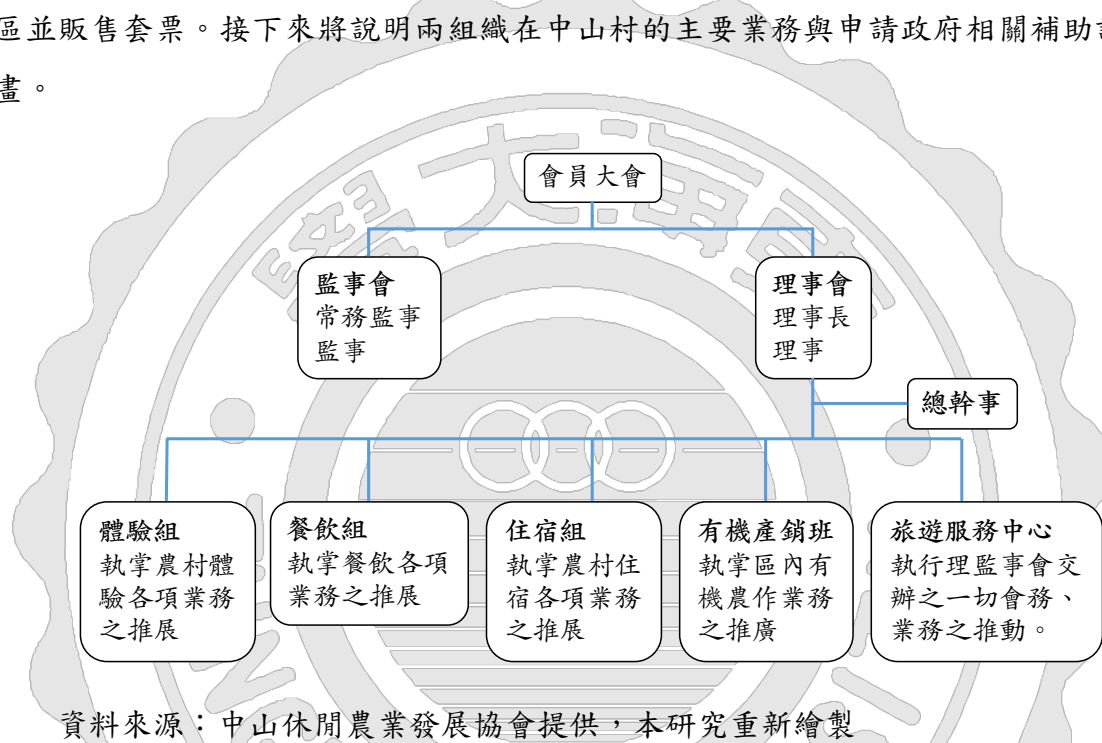 區並販售套票。接下來將說明兩組織在中山村的主要業務與申請政府相關補助
畫。
會員大會
監事會
常務監事
監事
理事會
理事長
理事
總幹事
體驗組
執掌農村體
驗各項業務
之推展
餐飲組
執掌餐飲各項
業務之推展
住宿組
執掌農村住
宿各項業務
之推展
有機產銷班
執掌區內有
機農作業務
之推廣
旅遊服務中心
執行理監事會交
辦之一切會務、
業務之推動。
資料來源：中山休閒農業發展協會提供，本研究重新繪製